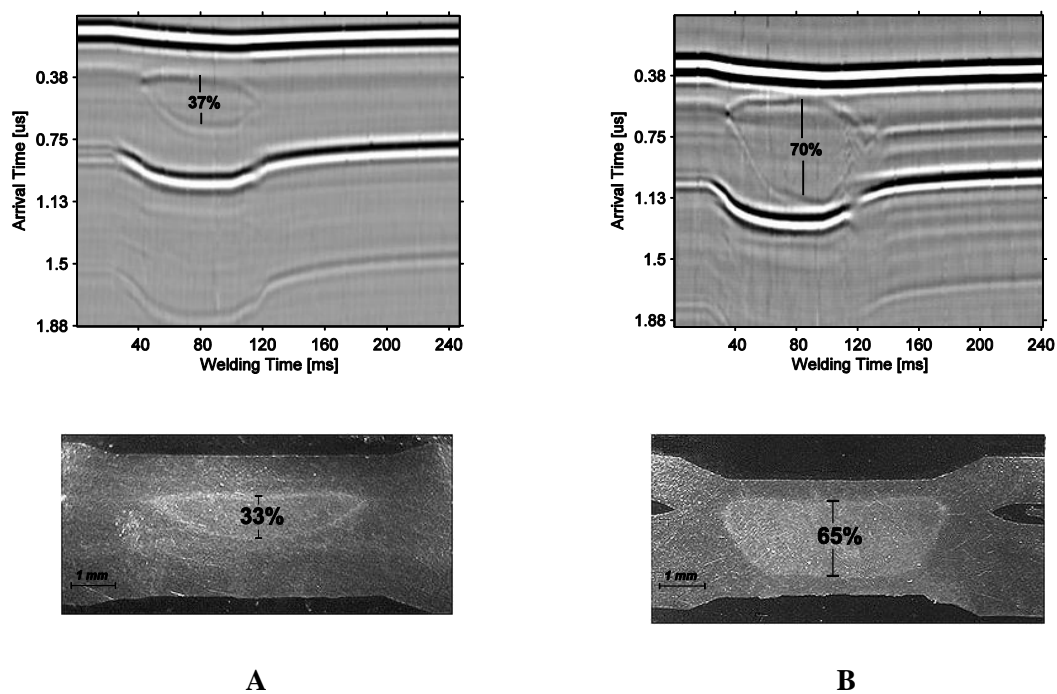 0.38
0.75
1.13
1.5
1.88
Arrival Time [us]
37%
40 80 120 160 200 240
Welding Time [ms]
0.38
0.75
1.13
1.5
1.88
Arrival Time [us]
70%
40 80 120 160 200 240
Welding Time [ms]
33%
1 mm
65%
1 mm
A
B